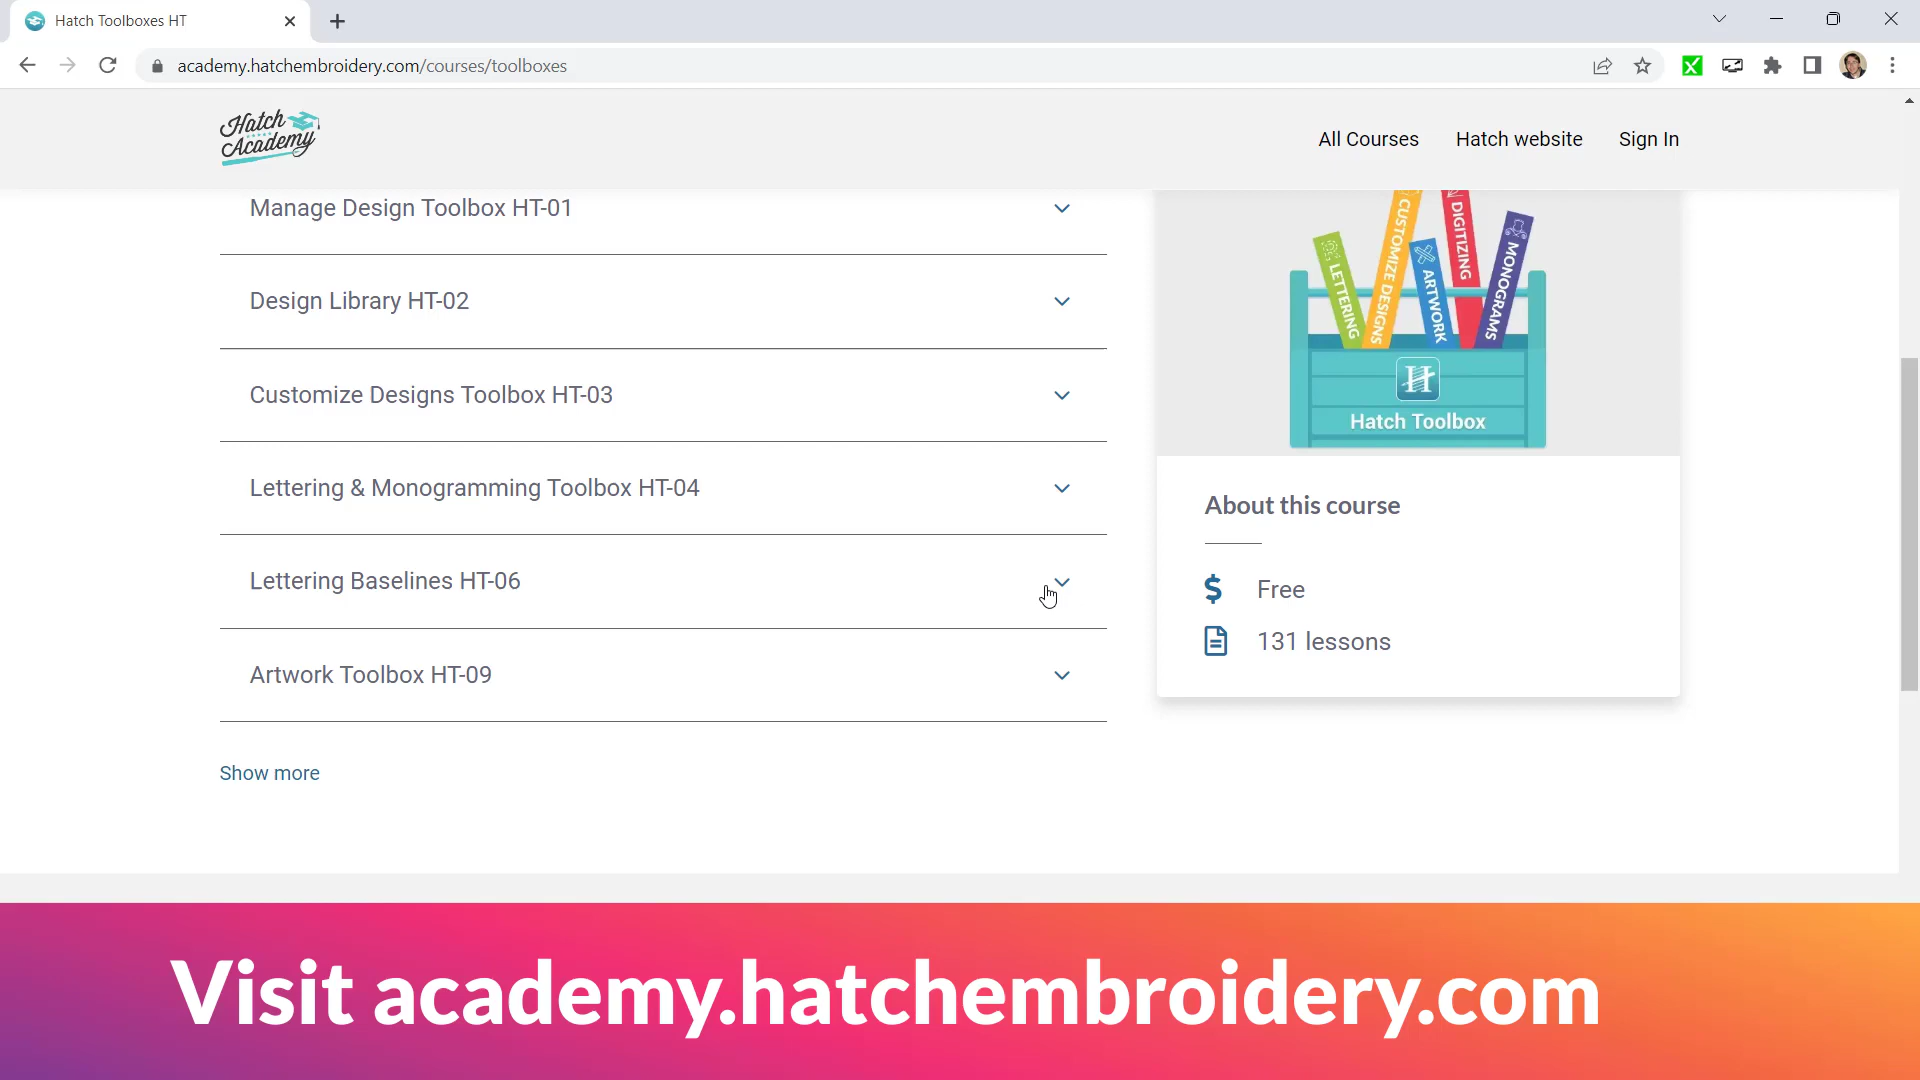 Hatch Toolboxes HT
academy.hatchembroidery.com/courses/toolboxes
Hatch
Academy
All Courses
Hatch website
Sign In
Manage Design Toolbox HT-01
Design Library HT-02
Customize Designs Toolbox HT-03
Lettering & Monogramming Toolbox HT-04
Lettering Baselines HT-06
Artwork Toolbox HT-09
Show more
LETTERING
CUSTOMIZE DESIGNS
ARTWORK
DIGITIZING
MONOGRAMS
H
Hatch Toolbox
About this course
$ Free
131 lessons
Visit academy.hatchembroidery.com